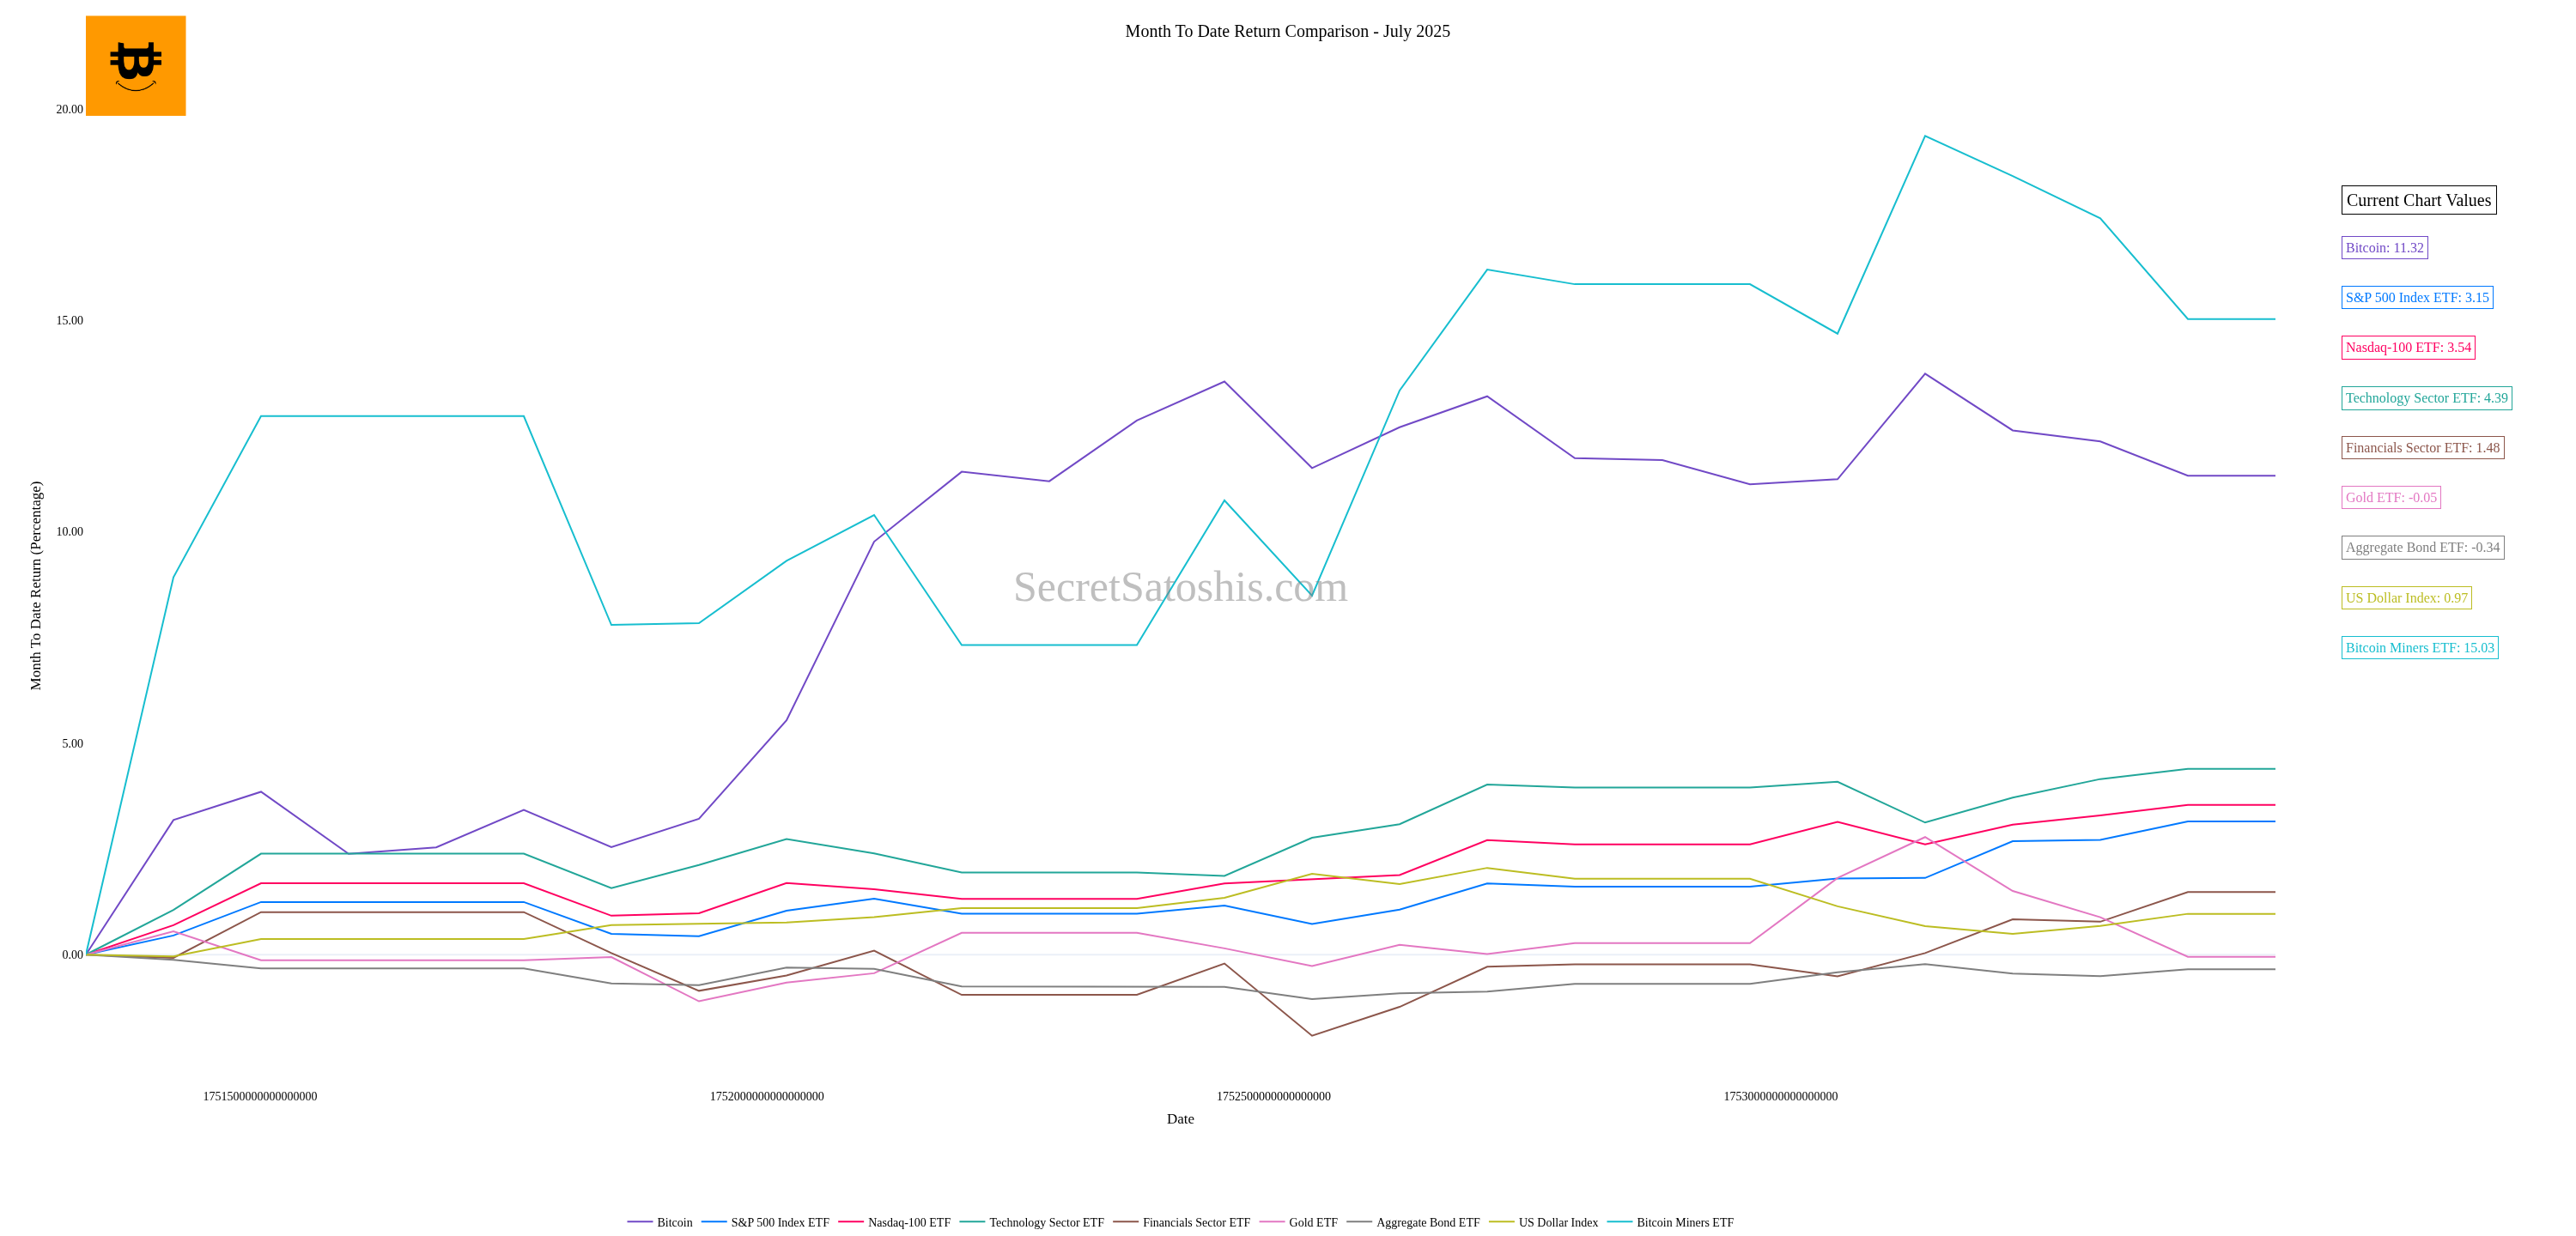 Month To Date Return Comparison - July 2025
20.00
15.00
10.00
5.00
0.00
Month To Date Return (Percentage)
SecretSatoshis.com
Current Chart Values
Bitcoin: 11.32
S&P 500 Index ETF: 3.15
Nasdaq-100 ETF: 3.54
Technology Sector ETF: 4.39
Financials Sector ETF: 1.48
Gold ETF: -0.05
Aggregate Bond ETF: -0.34
US Dollar Index: 0.97
Bitcoin Miners ETF: 15.03
1751500000000000000 1752000000000000000 1752500000000000000 1753000000000000000
Date
Bitcoin S&P 500 Index ETF Nasdaq-100 ETF Technology Sector ETF Financials Sector ETF Gold ETF Aggregate Bond ETF US Dollar Index Bitcoin Miners ETF